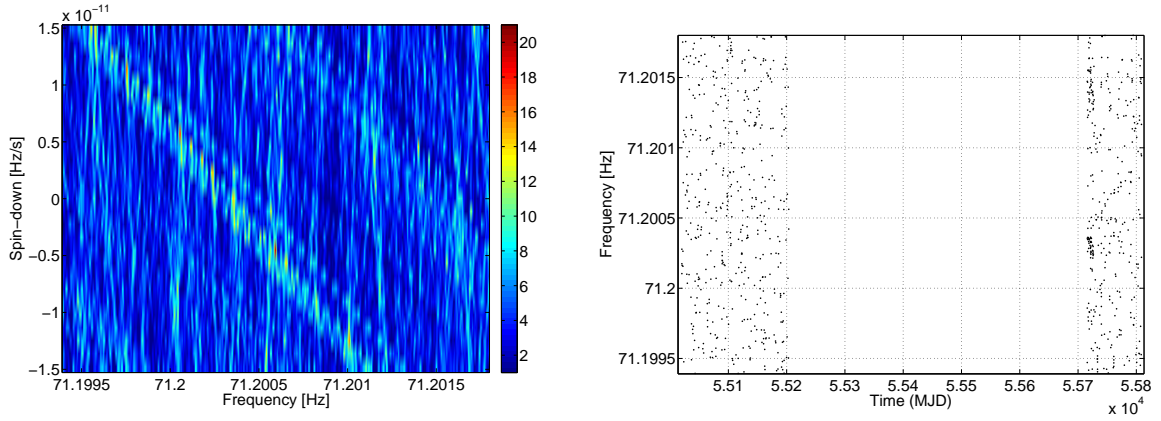 x 10⁻¹¹
1.5
1
0.5
0
−0.5
−1
−1.5
Spin−down [Hz/s]
71.1995 71.2 71.2005 71.201 71.2015
Frequency [Hz]
20
18
16
14
12
10
8
6
4
2
71.2015
71.201
71.2005
71.2
71.1995
Frequency [Hz]
5.51 5.52 5.53 5.54 5.55 5.56 5.57 5.58
Time (MJD)
x 10⁴